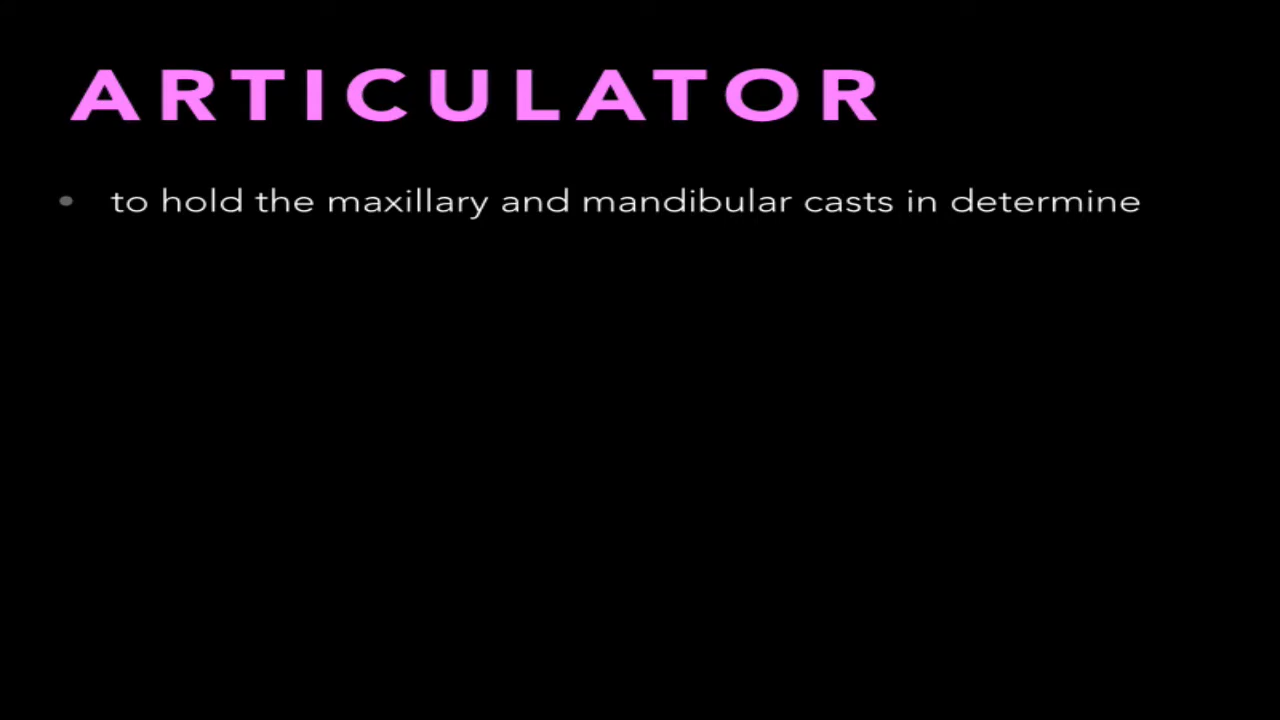 ARTICULATOR
• to hold the maxillary and mandibular casts in determine